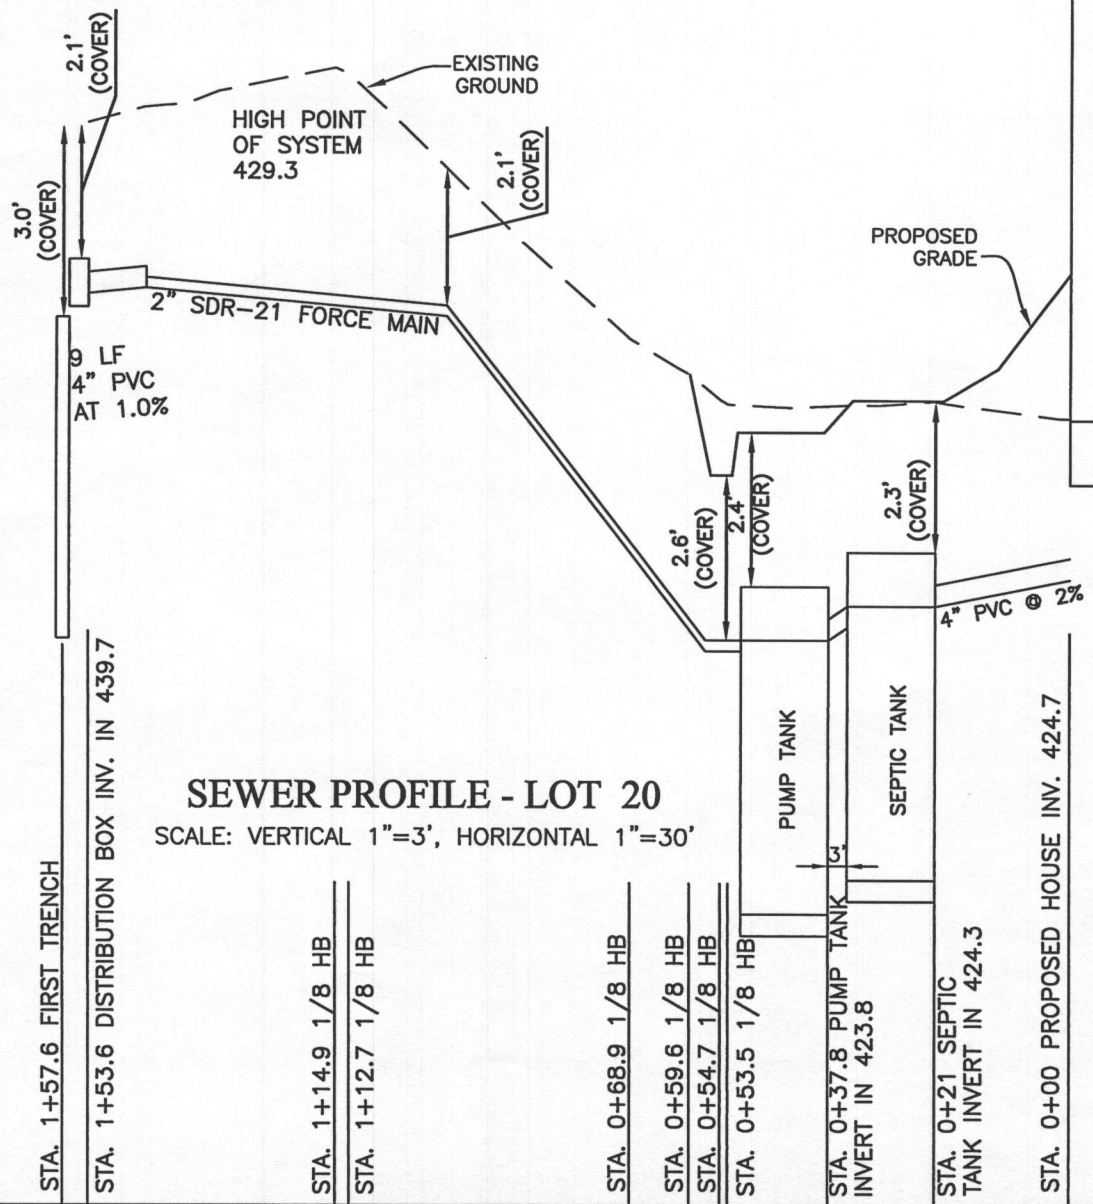 2.1'
(COVER)
EXISTING
GROUND
HIGH POINT
OF SYSTEM
429.3
2.1'
(COVER)
3.0'
(COVER)
PROPOSED
GRADE
2" SDR-21 FORCE MAIN
9 LF
4" PVC
AT 1.0%
2.6'
(COVER)
2.4'
(COVER)
2.3'
(COVER)
4" PVC @ 2%
PUMP TANK
SEPTIC TANK
3'
SEWER PROFILE - LOT 20
SCALE: VERTICAL 1"=3', HORIZONTAL 1"=30'
STA. 1+57.6 FIRST TRENCH
STA. 1+53.6 DISTRIBUTION BOX INV. IN 439.7
STA. 1+14.9 1/8 HB
STA. 1+12.7 1/8 HB
STA. 0+68.9 1/8 HB
STA. 0+59.6 1/8 HB
STA. 0+54.7 1/8 HB
STA. 0+53.5 1/8 HB
STA. 0+37.8 PUMP TANK
INVERT IN 423.8
STA. 0+21 SEPTIC
TANK INVERT IN 424.3
STA. 0+00 PROPOSED HOUSE INV. 424.7